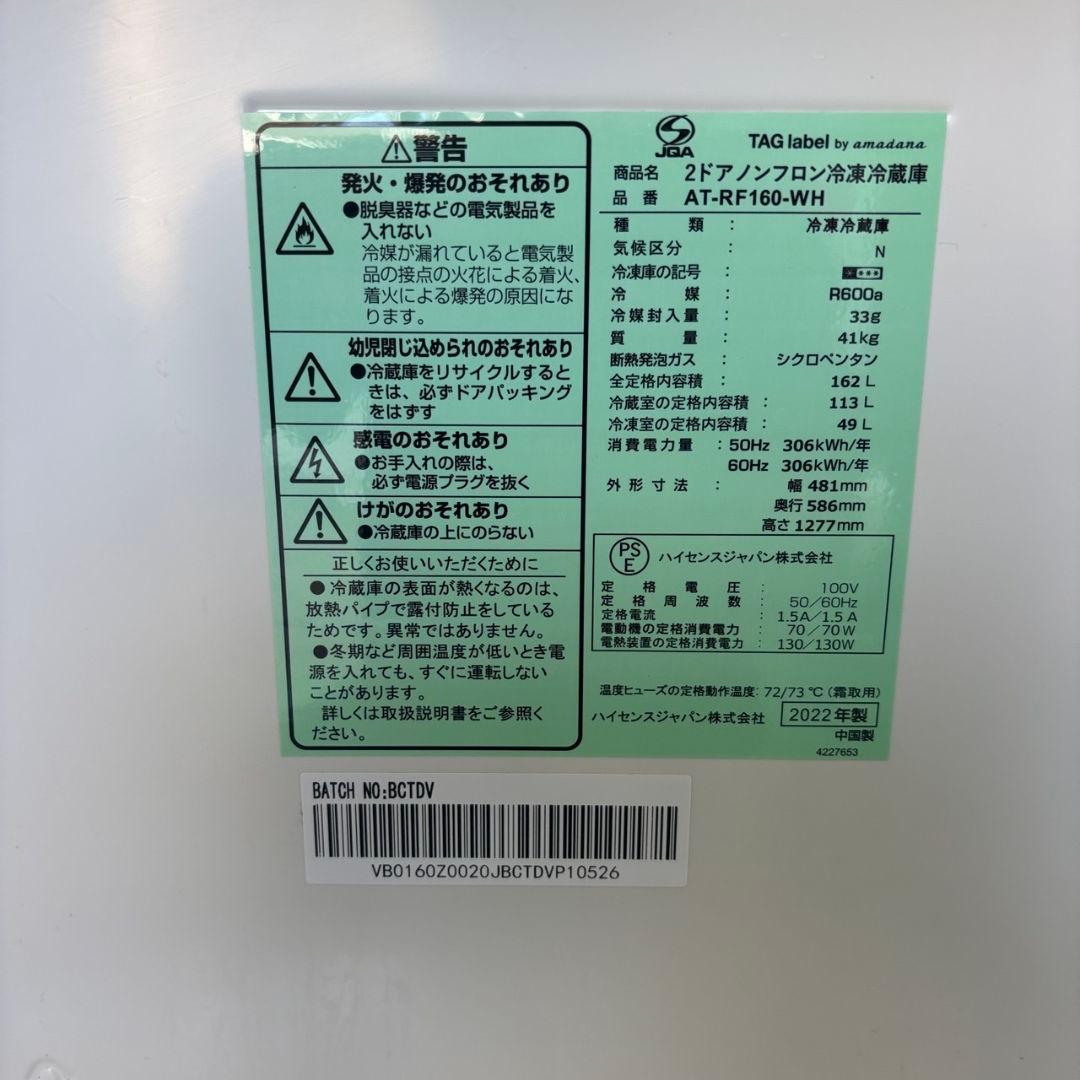 ⚠警告
発火・爆発のおそれあり
●脱臭器などの電気製品を
入れない
冷媒が漏れていると電気製
品の接点の火花による着火、
着火による爆発の原因にな
ります。
幼児閉じ込められのおそれあり
●冷蔵庫をリサイクルすると
きは、必ずドアパッキング
をはずす
感電のおそれあり
●お手入れの際は、
必ず電源プラグを抜く
けがのおそれあり
●冷蔵庫の上にのらない
正しくお使いいただくために
●冷蔵庫の表面が熱くなるのは、
放熱パイプで露付防止をしている
ためです。異常ではありません。
●冬期など周囲温度が低いとき電
源を入れても、すぐに運転しない
ことがあります。
詳しくは取扱説明書をご参照く
ださい。
JQA
TAG label by amadana
商品名 2ドアノンフロン冷凍冷蔵庫
品番 AT-RF160-WH
種類 : 冷凍冷蔵庫
気候区分 : N
冷凍庫の記号 : ****
冷媒 : R600a
冷媒封入量 : 33g
質量 : 41kg
断熱発泡ガス : シクロペンタン
全定格内容積 : 162 L
冷蔵室の定格内容積 : 113 L
冷凍室の定格内容積 : 49 L
消費電力量 : 50Hz 306kWh/年
60Hz 306kWh/年
外形寸法 : 幅 481mm
奥行 586mm
高さ 1277mm
PSE ハイセンスジャパン株式会社
定格電圧 : 100V
定格周波数 : 50/60Hz
定格電流 : 1.5A/1.5A
電動機の定格消費電力 : 70/70W
電熱装置の定格消費電力 : 130/130W
温度ヒューズの定格動作温度: 72/73℃(霜取用)
ハイセンスジャパン株式会社 2022年製
中国製
4227653
BATCH NO:BCTDV
VB0160Z0020JBCTDVP10526